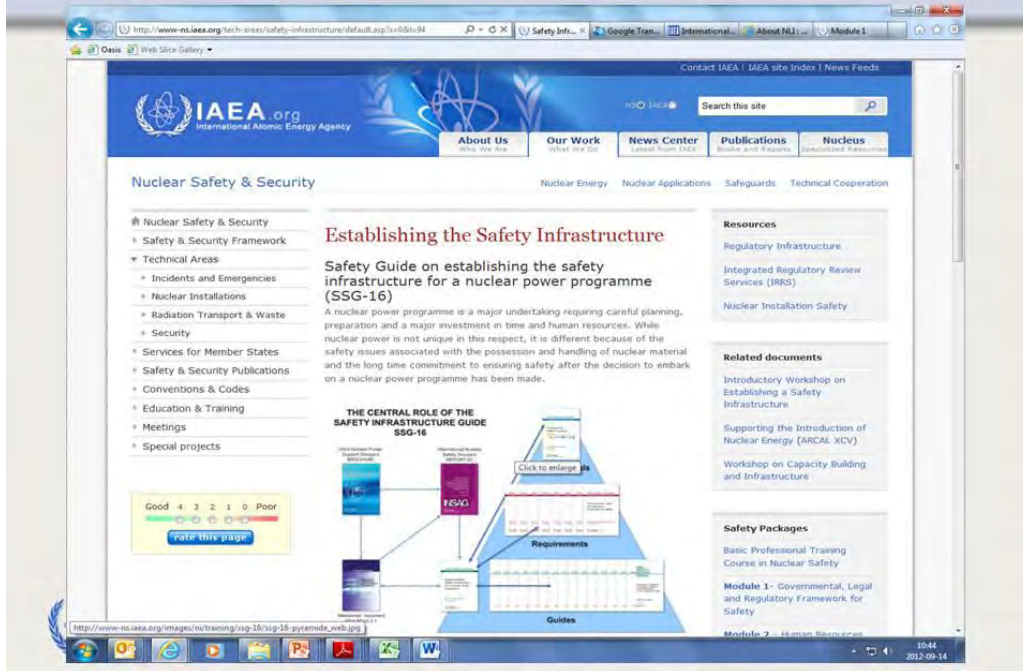 http://www-ns.iaea.org/tech-areas/safety-infrastructure/default.asp?s=0&l=94
Safety Infr...
Google Tran...
International...
About NLI : ...
Module 1
Oasis
Web Slice Gallery
Contact IAEA | IAEA site Index | News Feeds
IAEA.org
International Atomic Energy Agency
NS IAEA
Search this site
About Us
Who We Are
Our Work
What We Do
News Center
Latest from IAEA
Publications
Books and Reports
Nucleus
Specialized Resources
Nuclear Safety & Security
Nuclear Energy Nuclear Applications Safeguards Technical Cooperation
Nuclear Safety & Security
Safety & Security Framework
Technical Areas
Incidents and Emergencies
Nuclear Installations
Radiation Transport & Waste
Security
Services for Member States
Safety & Security Publications
Conventions & Codes
Education & Training
Meetings
Special projects
Good 4 3 2 1 0 Poor
rate this page
Establishing the Safety Infrastructure
Safety Guide on establishing the safety
infrastructure for a nuclear power programme
(SSG-16)
A nuclear power programme is a major undertaking requiring careful planning,
preparation and a major investment in time and human resources. While
nuclear power is not unique in this respect, it is different because of the
safety issues associated with the possession and handling of nuclear material
and the long time commitment to ensuring safety after the decision to embark
on a nuclear power programme has been made.
THE CENTRAL ROLE OF THE
SAFETY INFRASTRUCTURE GUIDE
SSG-16
INSAG
Click to enlarge
ls
Requirements
Guides
Resources
Regulatory Infrastructure
Integrated Regulatory Review
Services (IRRS)
Nuclear Installation Safety
Related documents
Introductory Workshop on
Establishing a Safety
Infrastructure
Supporting the Introduction of
Nuclear Energy (ARCAL XCV)
Workshop on Capacity Building
and Infrastructure
Safety Packages
Basic Professional Training
Course in Nuclear Safety
Module 1- Governmental, Legal
and Regulatory Framework for
Safety
Module 2 - Human Resources
http://www-ns.iaea.org/images/ni/training/ssg-16/ssg-16-pyramide_web.jpg
10:44
2012-09-14